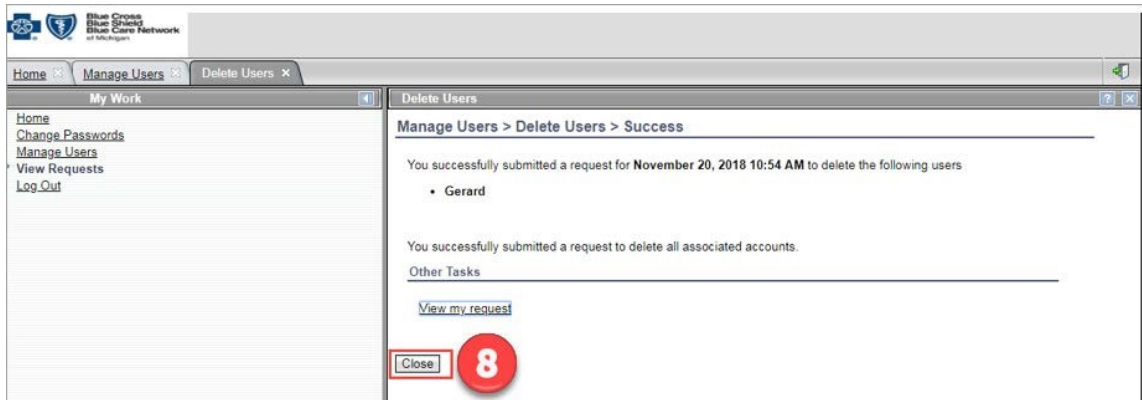 Blue Cross
Blue Shield
Blue Care Network
of Michigan
Home Manage Users Delete Users
My Work
Home
Change Passwords
Manage Users
View Requests
Log Out
Delete Users
Manage Users > Delete Users > Success
You successfully submitted a request for November 20, 2018 10:54 AM to delete the following users
• Gerard
You successfully submitted a request to delete all associated accounts.
Other Tasks
View my request
Close 8